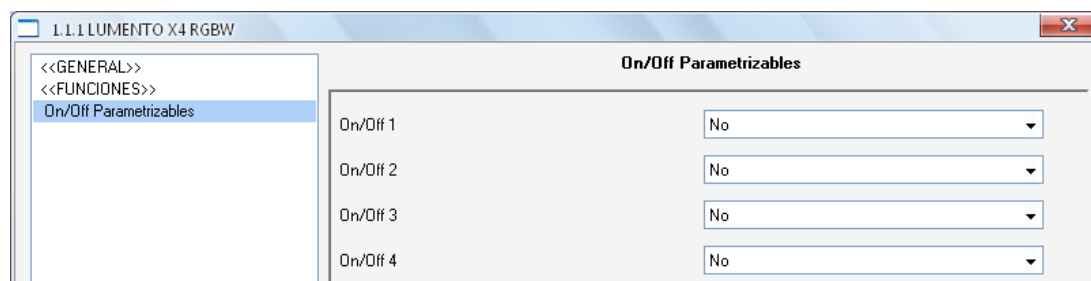 1.1.1 LUMENTO X4 RGBW
<<GENERAL>>
<<FUNCIONES>>
On/Off Parametrizables
On/Off Parametrizables
On/Off 1 No
On/Off 2 No
On/Off 3 No
On/Off 4 No